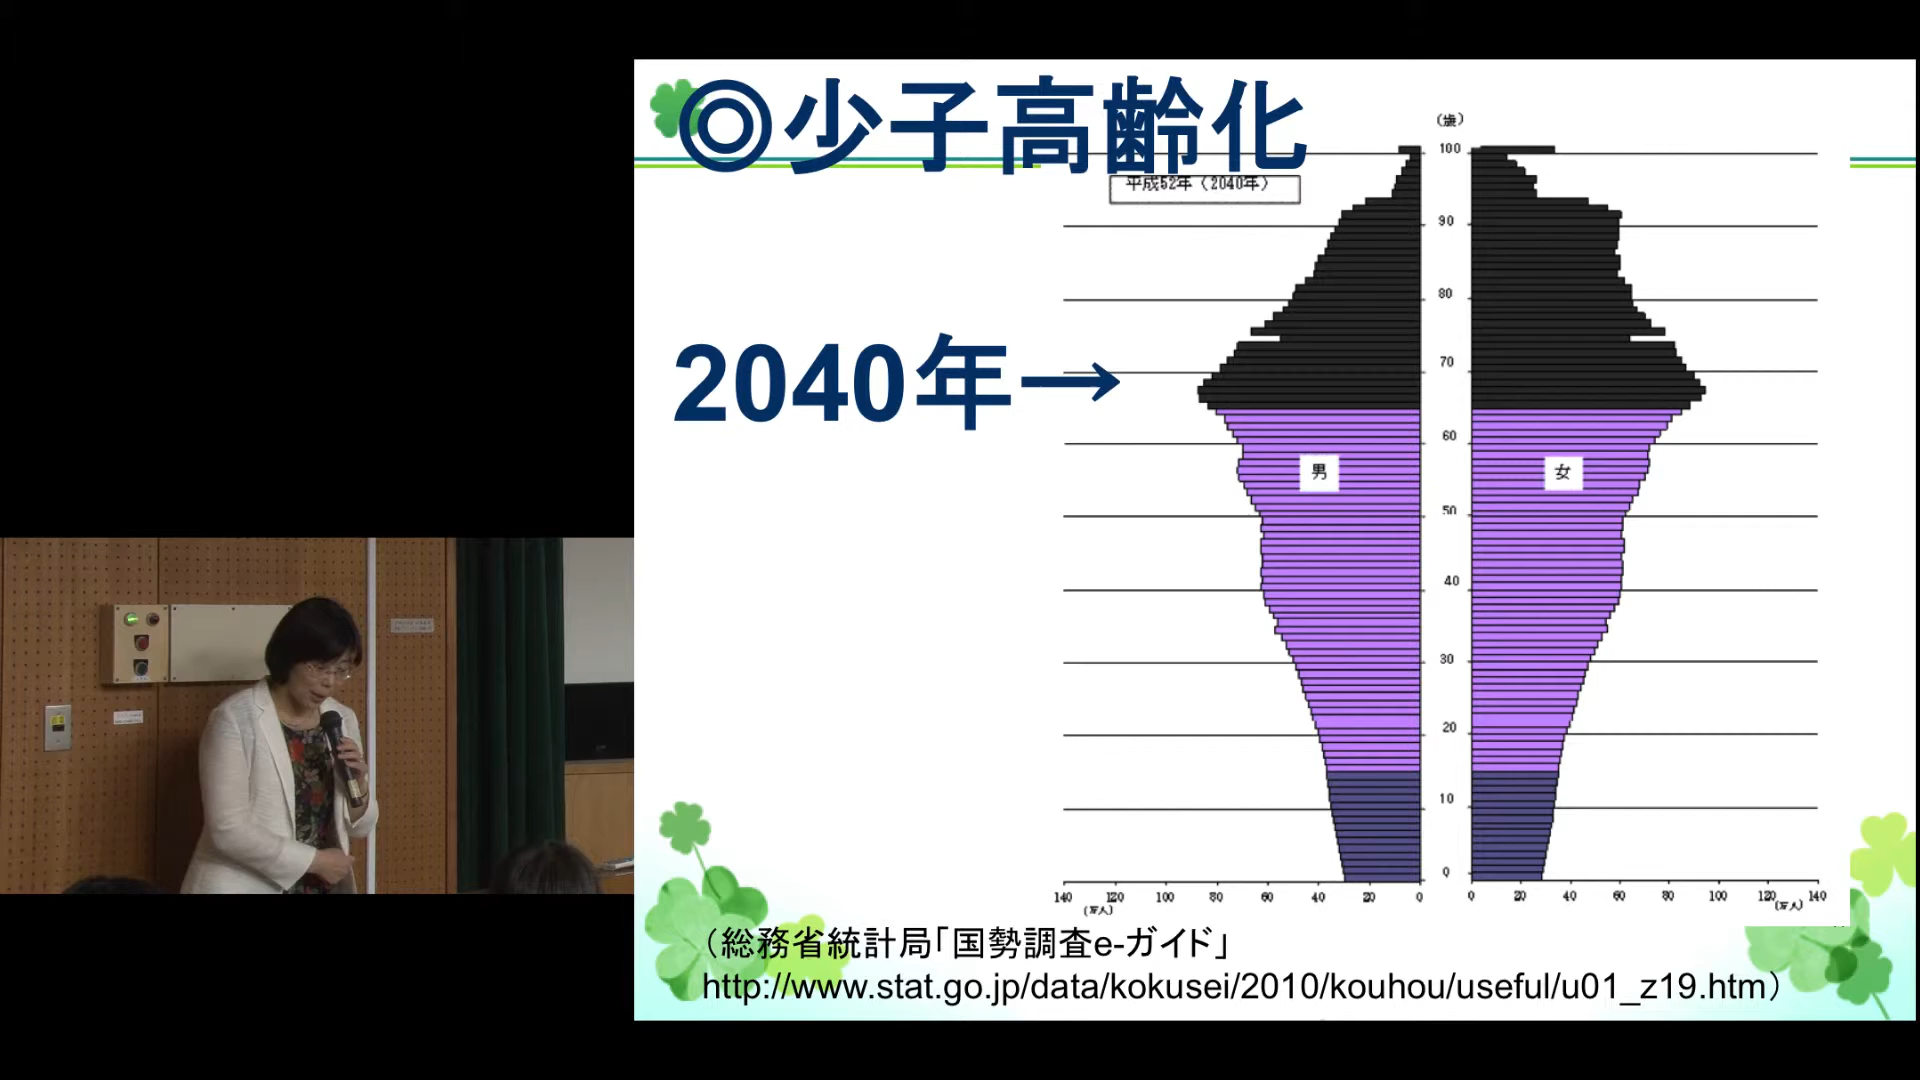 ◎少子高齢化
(歳)
平成52年（2040年）
100
90
80
2040年→
70
60
男
女
50
40
30
20
10
0
140 120 100 80 60 40 20 0
0 20 40 60 80 100 120 140
(万人)
(万人)
（総務省統計局「国勢調査e-ガイド」
http://www.stat.go.jp/data/kokusei/2010/kouhou/useful/u01_z19.htm）